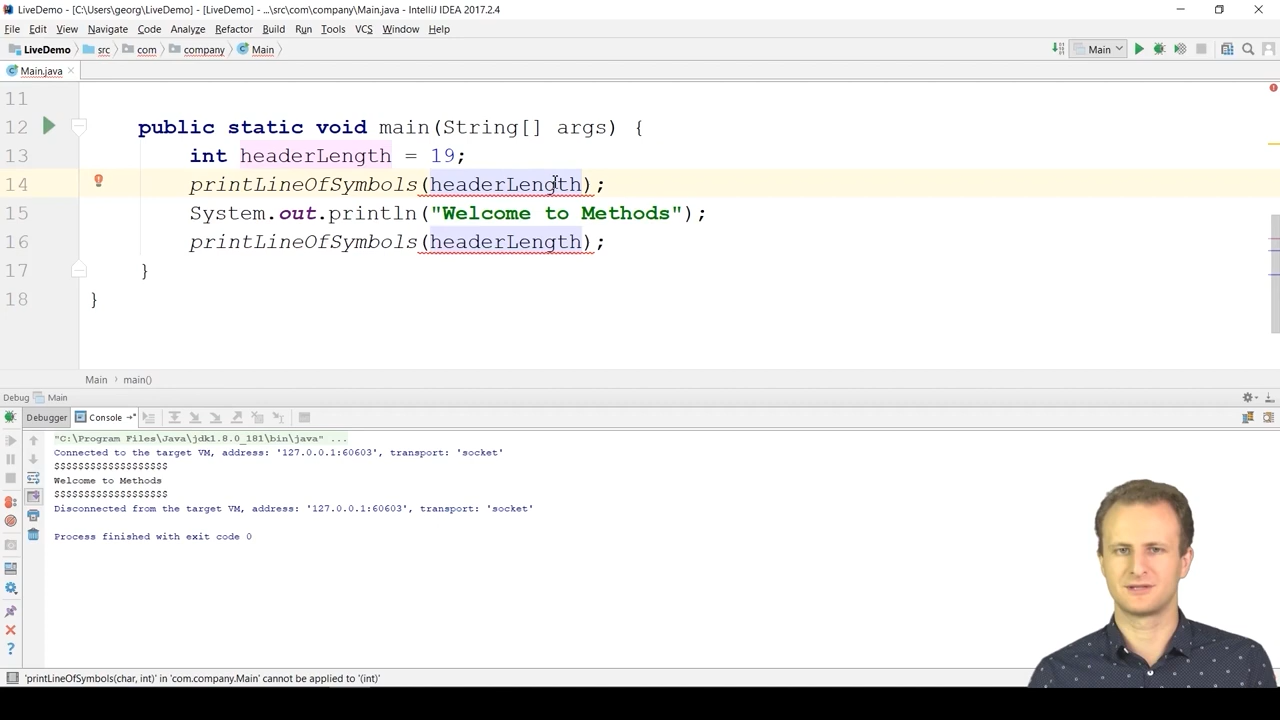 LiveDemo - [C:\Users\georg\LiveDemo] - [LiveDemo] - ...\src\com\company\Main.java - IntelliJ IDEA 2017.2.4
File Edit View Navigate Code Analyze Refactor Build Run Tools VCS Window Help
LiveDemo src com company Main Main
Main.java
11
12 public static void main(String[] args) {
13 int headerLength = 19;
14 printLineOfSymbols(headerLength);
15 System.out.println("Welcome to Methods");
16 printLineOfSymbols(headerLength);
17 }
18 }
Main main()
Debug Main
Debugger Console
"C:\Program Files\Java\jdk1.8.0_181\bin\java" ...
Connected to the target VM, address: '127.0.0.1:60603', transport: 'socket'
$$$$$$$$$$$$$$$$$$$
Welcome to Methods
$$$$$$$$$$$$$$$$$$$
Disconnected from the target VM, address: '127.0.0.1:60603', transport: 'socket'
Process finished with exit code 0
'printLineOfSymbols(char, int)' in 'com.company.Main' cannot be applied to '(int)'